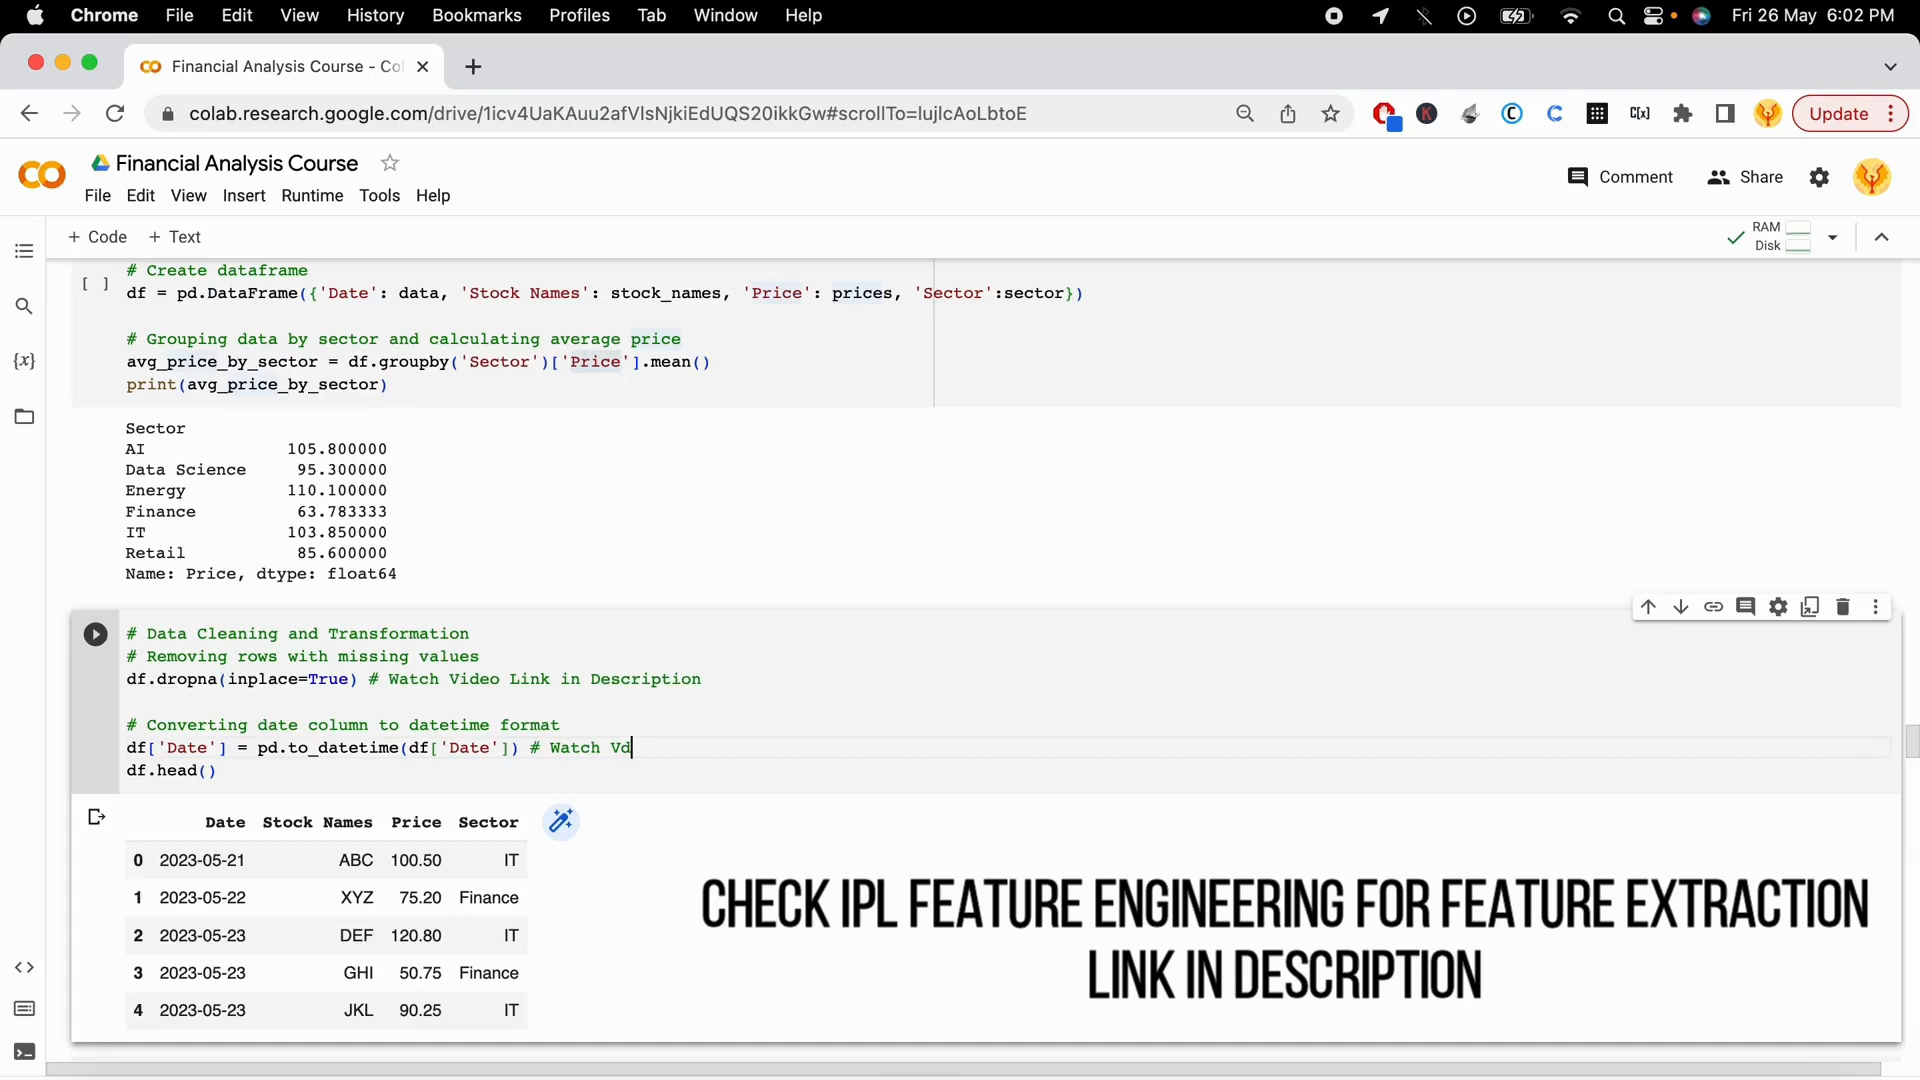 Chrome File Edit View History Bookmarks Profiles Tab Window Help Fri 26 May 6:02 PM
Financial Analysis Course - Co
colab.research.google.com/drive/1icv4UaKAuu2afVlsNjkiEdUQS20ikkGw#scrollTo=lujlcAoLbtoE
K C C C[x] Update
Financial Analysis Course
Comment Share
File Edit View Insert Runtime Tools Help
+ Code + Text
RAM
Disk
[ ]
# Create dataframe
df = pd.DataFrame({'Date': data, 'Stock Names': stock_names, 'Price': prices, 'Sector':sector})
# Grouping data by sector and calculating average price
{x}
avg_price_by_sector = df.groupby('Sector')['Price'].mean()
print(avg_price_by_sector)
Sector
AI 105.800000
Data Science 95.300000
Energy 110.100000
Finance 63.783333
IT 103.850000
Retail 85.600000
Name: Price, dtype: float64
# Data Cleaning and Transformation
# Removing rows with missing values
df.dropna(inplace=True) # Watch Video Link in Description
# Converting date column to datetime format
df['Date'] = pd.to_datetime(df['Date']) # Watch Vd
df.head()
Date Stock Names Price Sector
0 2023-05-21 ABC 100.50 IT
1 2023-05-22 XYZ 75.20 Finance
2 2023-05-23 DEF 120.80 IT
3 2023-05-23 GHI 50.75 Finance
4 2023-05-23 JKL 90.25 IT
CHECK IPL FEATURE ENGINEERING FOR FEATURE EXTRACTION
LINK IN DESCRIPTION